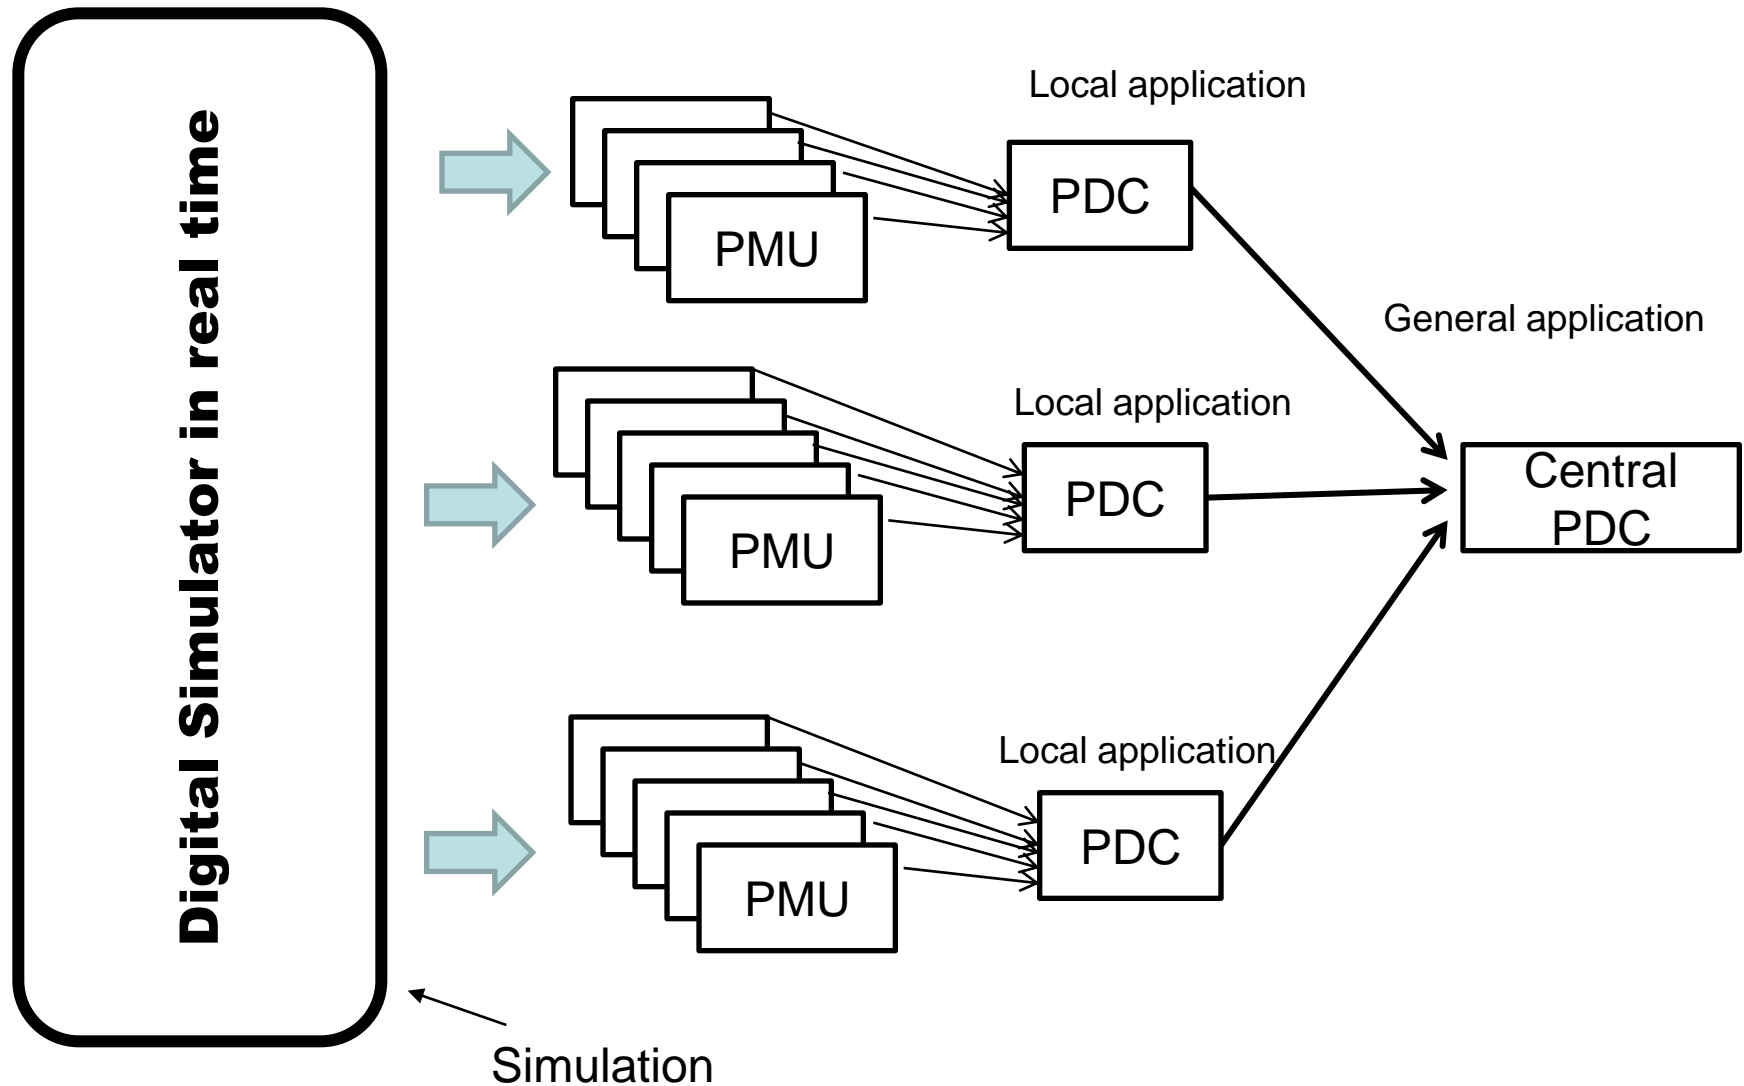 Digital Simulator in real time
Local application
PDC
PMU
General application
Local application
PDC
PMU
Central
PDC
Local application
PDC
PMU
Simulation